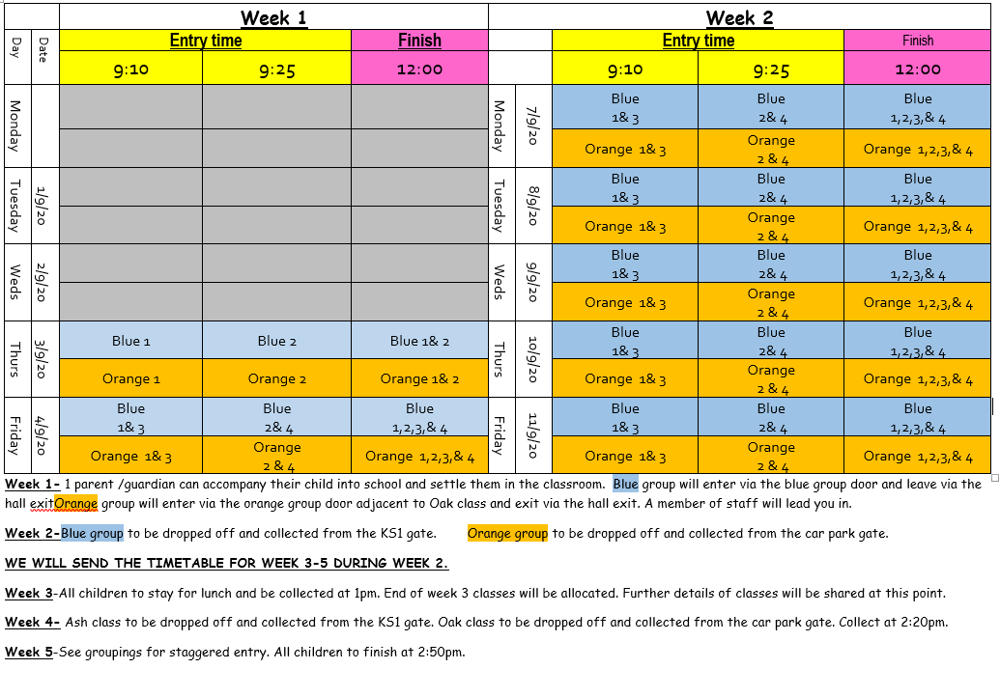 Week 1 Week 2
Day Date Entry time Finish Entry time Finish
9:10 9:25 12:00 9:10 9:25 12:00
Monday Monday 7/9/20 Blue 1& 3 Blue 2& 4 Blue 1,2,3,& 4
Orange 1& 3 Orange 2 & 4 Orange 1,2,3,& 4
Tuesday 1/9/20 Tuesday 8/9/20 Blue 1& 3 Blue 2& 4 Blue 1,2,3,& 4
Orange 1& 3 Orange 2 & 4 Orange 1,2,3,& 4
Weds 2/9/20 Weds 9/9/20 Blue 1& 3 Blue 2& 4 Blue 1,2,3,& 4
Orange 1& 3 Orange 2 & 4 Orange 1,2,3,& 4
Thurs 3/9/20 Blue 1 Blue 2 Blue 1& 2 Thurs 10/9/20 Blue 1& 3 Blue 2& 4 Blue 1,2,3,& 4
Orange 1 Orange 2 Orange 1& 2 Orange 1& 3 Orange 2 & 4 Orange 1,2,3,& 4
Friday 4/9/20 Blue 1& 3 Blue 2& 4 Blue 1,2,3,& 4 Friday 11/9/20 Blue 1& 3 Blue 2& 4 Blue 1,2,3,& 4
Orange 1& 3 Orange 2 & 4 Orange 1,2,3,& 4 Orange 1& 3 Orange 2 & 4 Orange 1,2,3,& 4
Week 1- 1 parent /guardian can accompany their child into school and settle them in the classroom. Blue group will enter via the blue group door and leave via the
hall exitOrange group will enter via the orange group door adjacent to Oak class and exit via the hall exit. A member of staff will lead you in.
Week 2-Blue group to be dropped off and collected from the KS1 gate. Orange group to be dropped off and collected from the car park gate.
WE WILL SEND THE TIMETABLE FOR WEEK 3-5 DURING WEEK 2.
Week 3-All children to stay for lunch and be collected at 1pm. End of week 3 classes will be allocated. Further details of classes will be shared at this point.
Week 4- Ash class to be dropped off and collected from the KS1 gate. Oak class to be dropped off and collected from the car park gate. Collect at 2:20pm.
Week 5-See groupings for staggered entry. All children to finish at 2:50pm.